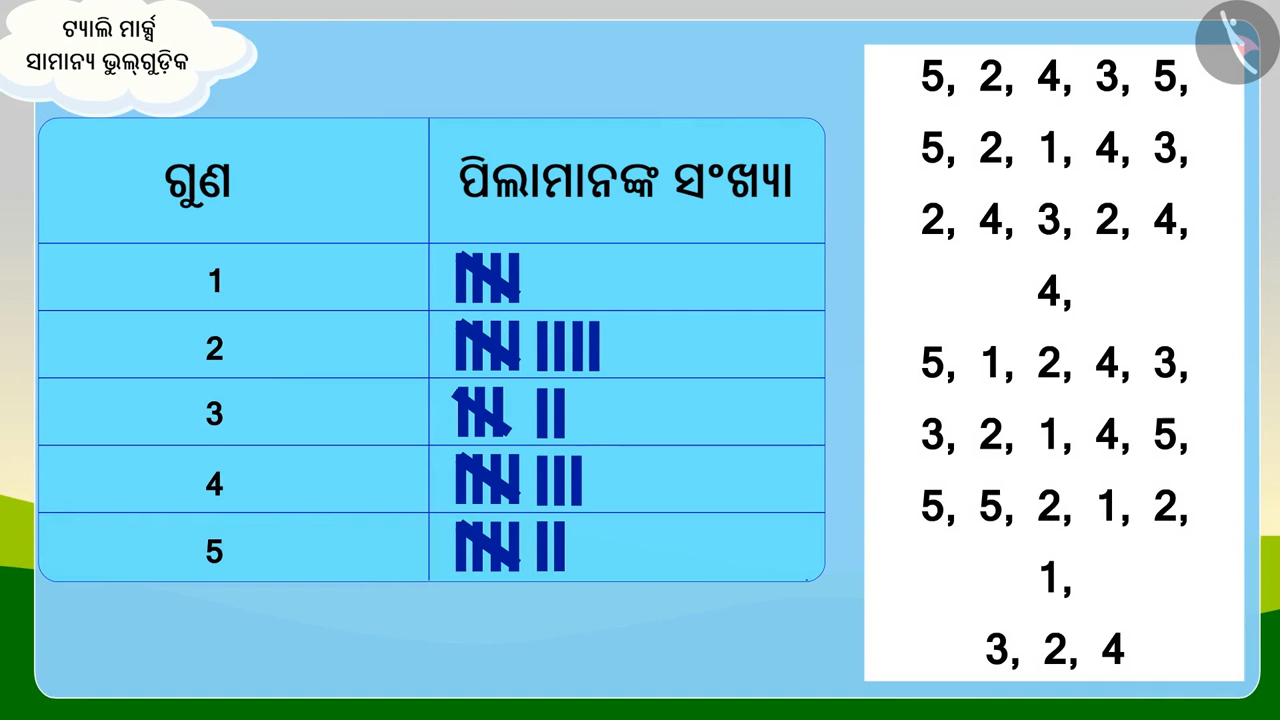 ଟ୍ୟାଲି ମାର୍କ୍ସ
ସାମାନ୍ୟ ଭୁଲ୍‌ଗୁଡ଼ିକ
ଗୁଣ ପିଲାମାନଙ୍କ ସଂଖ୍ୟା
1
2
3
4
5
5, 2, 4, 3, 5,
5, 2, 1, 4, 3,
2, 4, 3, 2, 4,
4,
5, 1, 2, 4, 3,
3, 2, 1, 4, 5,
5, 5, 2, 1, 2,
1,
3, 2, 4